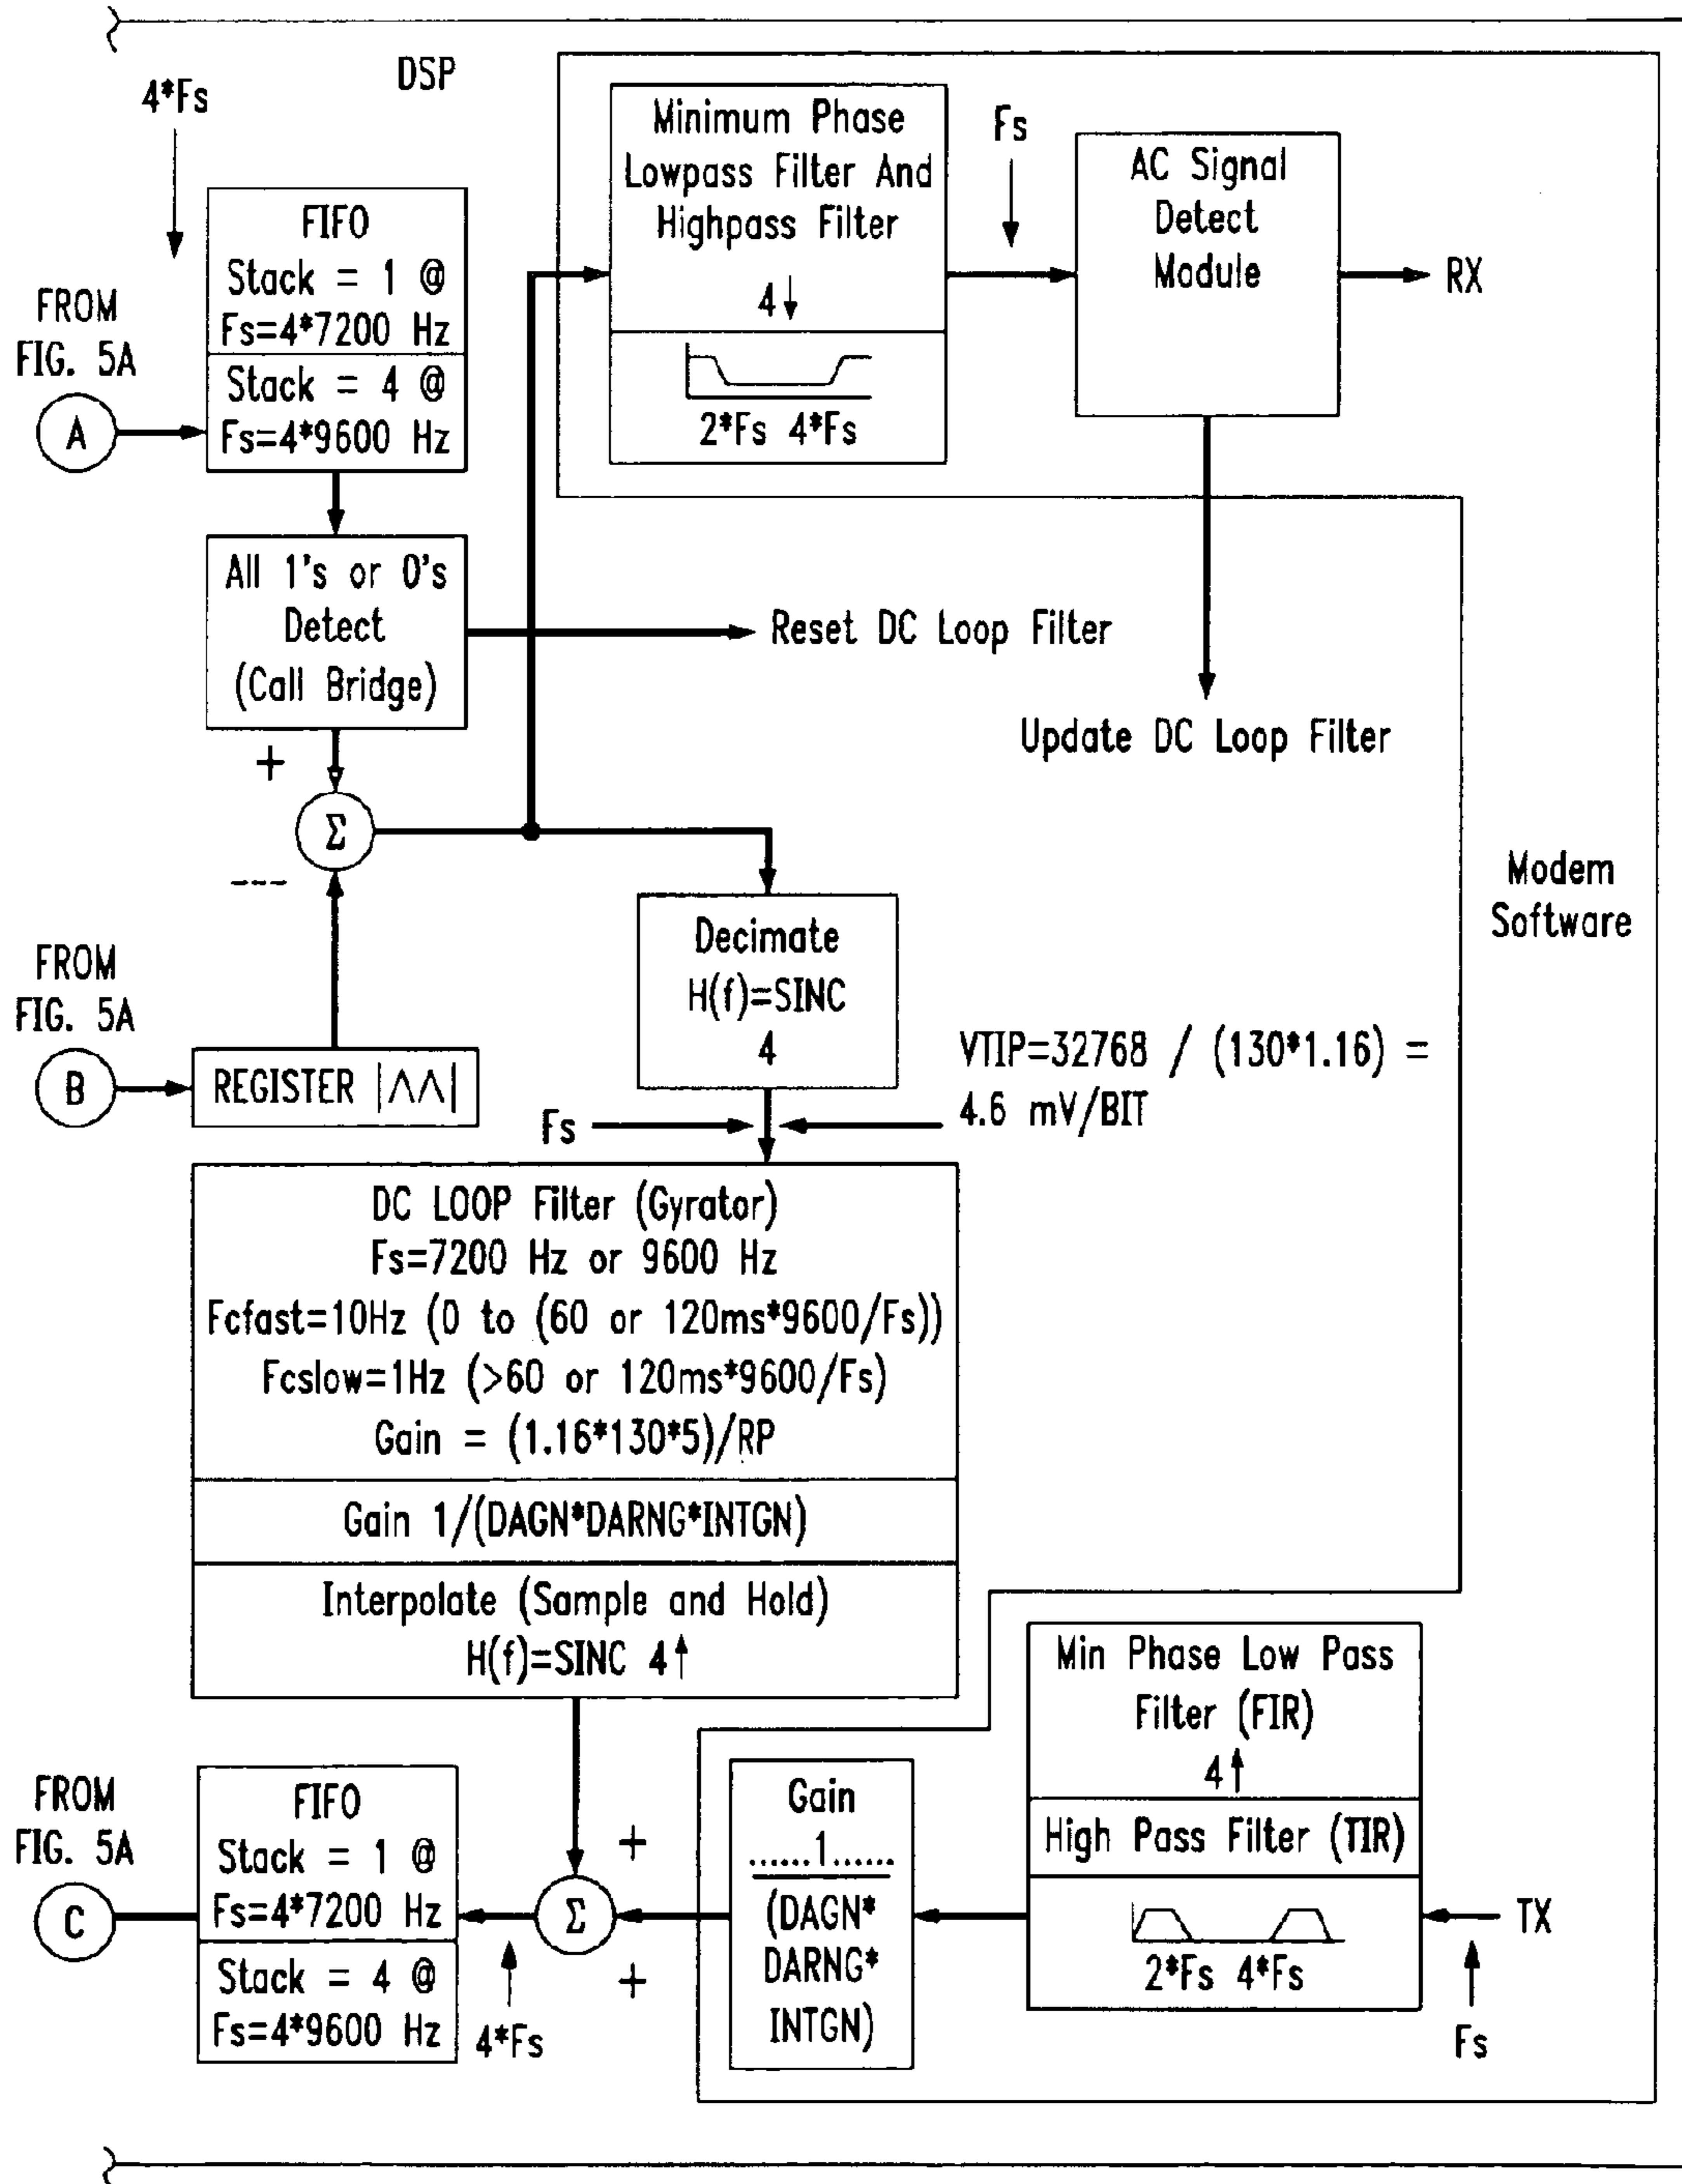 DSP
4*Fs
FIFO
Stack = 1 @
Fs=4*7200 Hz
Stack = 4 @
Fs=4*9600 Hz
FROM
FIG. 5A
A
Minimum Phase
Lowpass Filter And
Highpass Filter
4↓
2*Fs 4*Fs
Fs
AC Signal
Detect
Module
RX
All 1's or 0's
Detect
(Call Bridge)
Reset DC Loop Filter
Update DC Loop Filter
+
Σ
---
Modem
Software
Decimate
H(f)=SINC
4
FROM
FIG. 5A
B
REGISTER |ΛΛ|
VTIP=32768 / (130*1.16) =
4.6 mV/BIT
Fs
DC LOOP Filter (Gyrator)
Fs=7200 Hz or 9600 Hz
Fcfast=10Hz (0 to (60 or 120ms*9600/Fs))
Fcslow=1Hz (>60 or 120ms*9600/Fs)
Gain = (1.16*130*5)/RP
Gain 1/(DAGN*DARNG*INTGN)
Interpolate (Sample and Hold)
H(f)=SINC 4↑
Min Phase Low Pass
Filter (FIR)
4↑
High Pass Filter (TIR)
2*Fs 4*Fs
TX
Fs
Gain
......1......
(DAGN*
DARNG*
INTGN)
+
Σ
+
4*Fs
FROM
FIG. 5A
C
FIFO
Stack = 1 @
Fs=4*7200 Hz
Stack = 4 @
Fs=4*9600 Hz